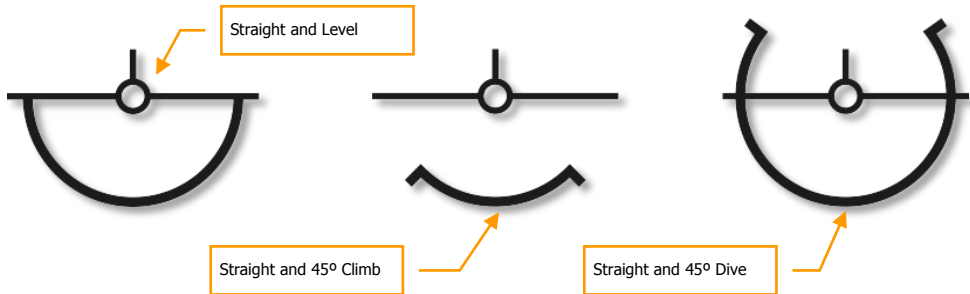 Straight and Level
Straight and 45º Climb
Straight and 45º Dive